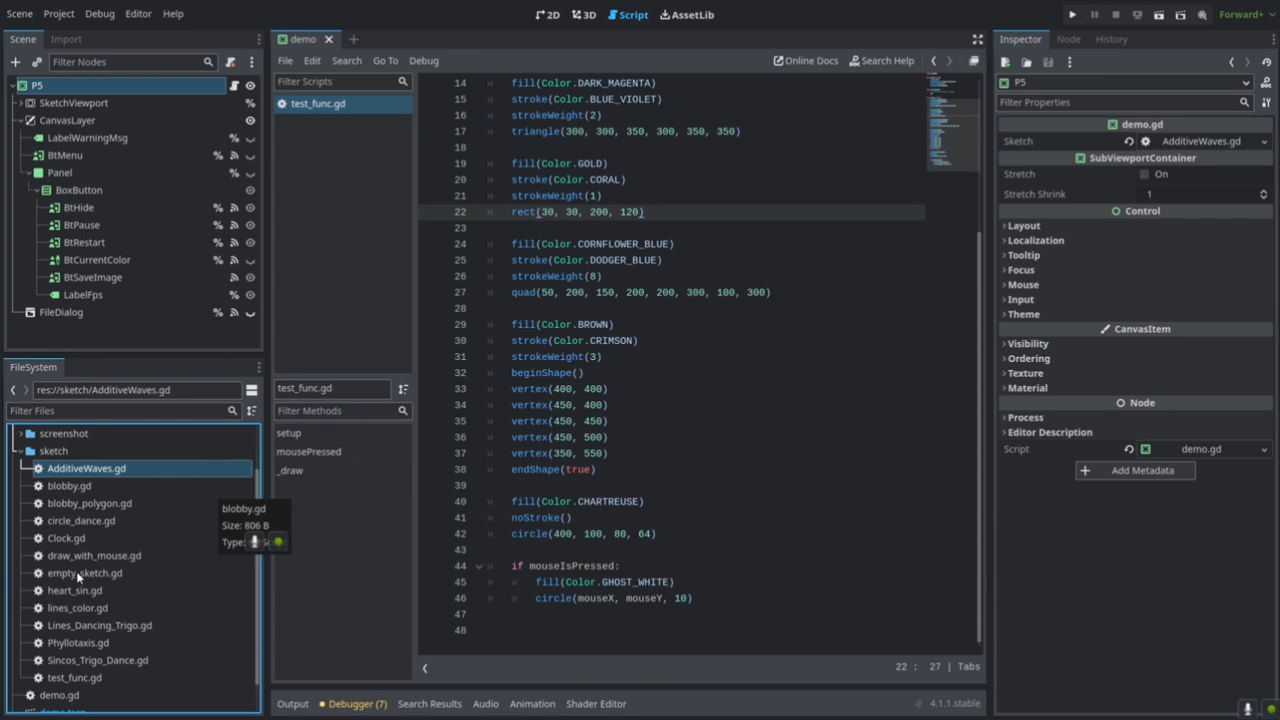 Scene Project Debug Editor Help
2D 3D Script AssetLib
Forward+
Scene Import
Filter Nodes
P5
SketchViewport
CanvasLayer
LabelWarningMsg
BtMenu
Panel
BoxButton
BtHide
BtPause
BtRestart
BtCurrentColor
BtSaveImage
LabelFps
FileDialog
FileSystem
res://sketch/AdditiveWaves.gd
Filter Files
screenshot
sketch
AdditiveWaves.gd
blobby.gd
blobby_polygon.gd
circle_dance.gd
Clock.gd
draw_with_mouse.gd
empty_sketch.gd
heart_sin.gd
lines_color.gd
Lines_Dancing_Trigo.gd
Phyllotaxis.gd
Sincos_Trigo_Dance.gd
test_func.gd
demo.gd
blobby.gd
Size: 806 B
Type:
demo
File Edit Search Go To Debug
Online Docs Search Help
Filter Scripts
test_func.gd
test_func.gd
Filter Methods
setup
mousePressed
_draw
14 fill(Color.DARK_MAGENTA)
15 stroke(Color.BLUE_VIOLET)
16 strokeWeight(2)
17 triangle(300, 300, 350, 300, 350, 350)
18
19 fill(Color.GOLD)
20 stroke(Color.CORAL)
21 strokeWeight(1)
22 rect(30, 30, 200, 120)
23
24 fill(Color.CORNFLOWER_BLUE)
25 stroke(Color.DODGER_BLUE)
26 strokeWeight(8)
27 quad(50, 200, 150, 200, 200, 300, 100, 300)
28
29 fill(Color.BROWN)
30 stroke(Color.CRIMSON)
31 strokeWeight(3)
32 beginShape()
33 vertex(400, 400)
34 vertex(450, 400)
35 vertex(450, 450)
36 vertex(450, 500)
37 vertex(350, 550)
38 endShape(true)
39
40 fill(Color.CHARTREUSE)
41 noStroke()
42 circle(400, 100, 80, 64)
43
44 if mouseIsPressed:
45 fill(Color.GHOST_WHITE)
46 circle(mouseX, mouseY, 10)
47
48
22 : 27 | Tabs
Output Debugger (7) Search Results Audio Animation Shader Editor
4.1.1.stable
Inspector Node History
P5
Filter Properties
demo.gd
Sketch AdditiveWaves.gd
SubViewportContainer
Stretch On
Stretch Shrink 1
Control
Layout
Localization
Tooltip
Focus
Mouse
Input
Theme
CanvasItem
Visibility
Ordering
Texture
Material
Node
Process
Editor Description
Script demo.gd
Add Metadata